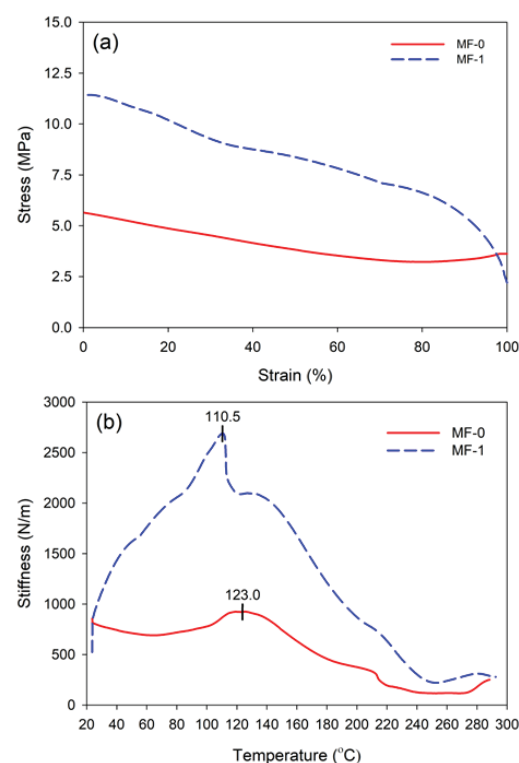 (a)
MF-0
MF-1
15.0
12.5
10.0
7.5
5.0
2.5
0.0
Stress (MPa)
0 20 40 60 80 100
Strain (%)
(b)
110.5
MF-0
MF-1
123.0
3000
2500
2000
1500
1000
500
0
Stiffness (N/m)
20 40 60 80 100 120 140 160 180 200 220 240 260 280 300
Temperature (°C)